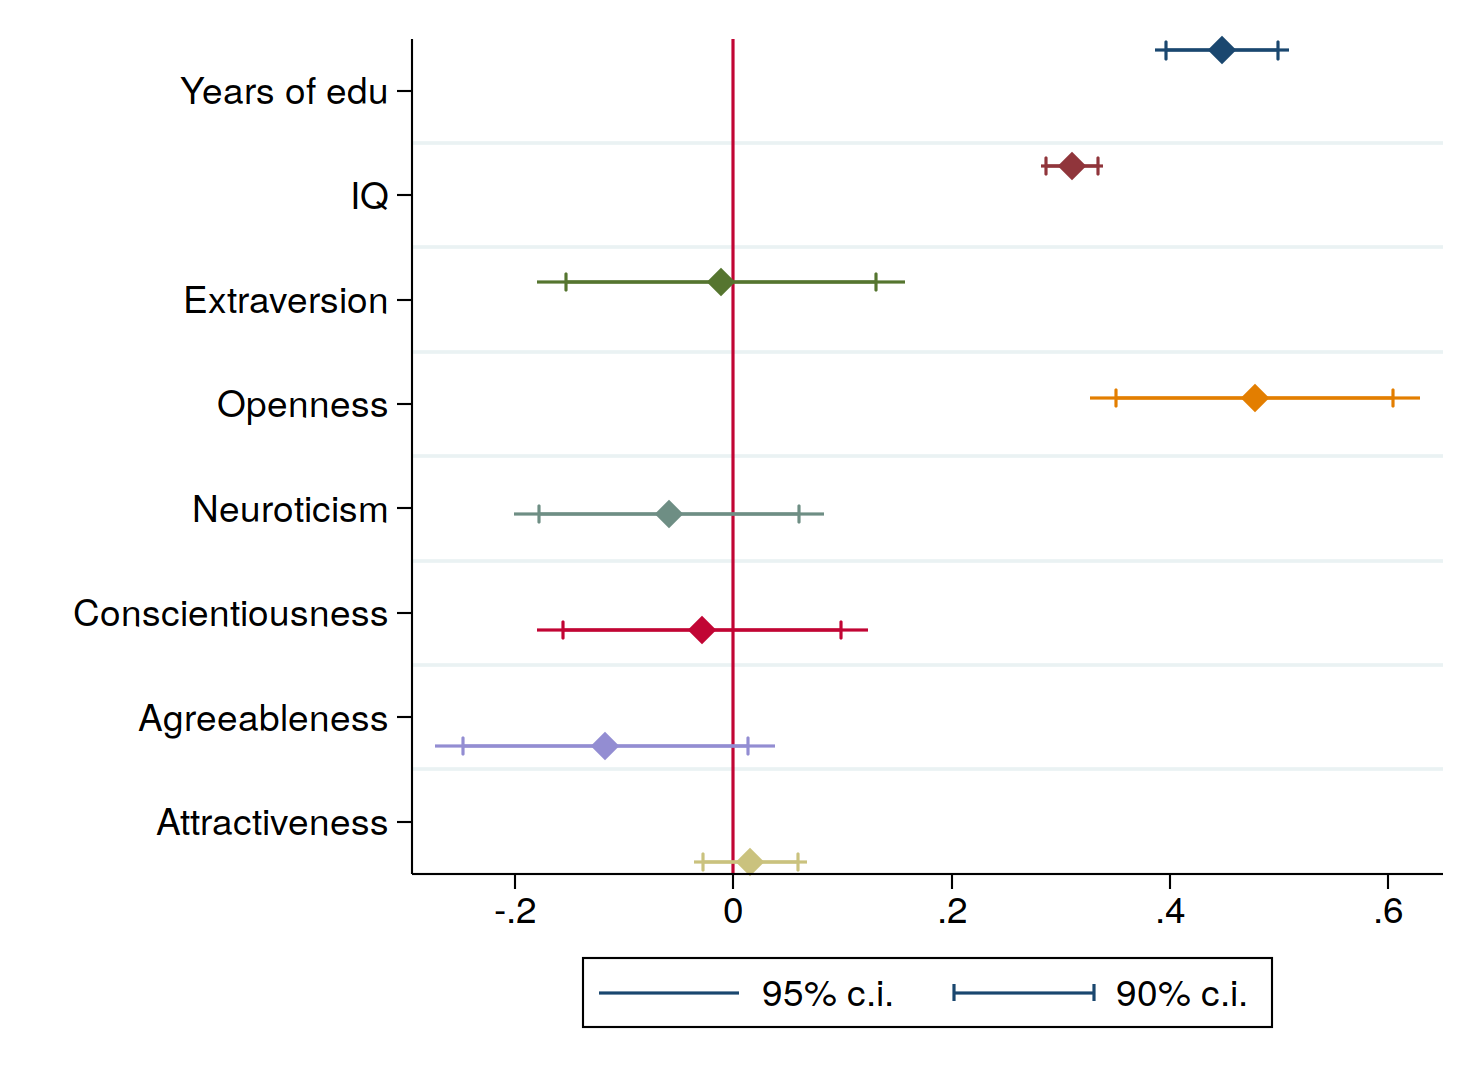 Years of edu
IQ
Extraversion
Openness
Neuroticism
Conscientiousness
Agreeableness
Attractiveness
-.2 0 .2 .4 .6
95% c.i. 90% c.i.